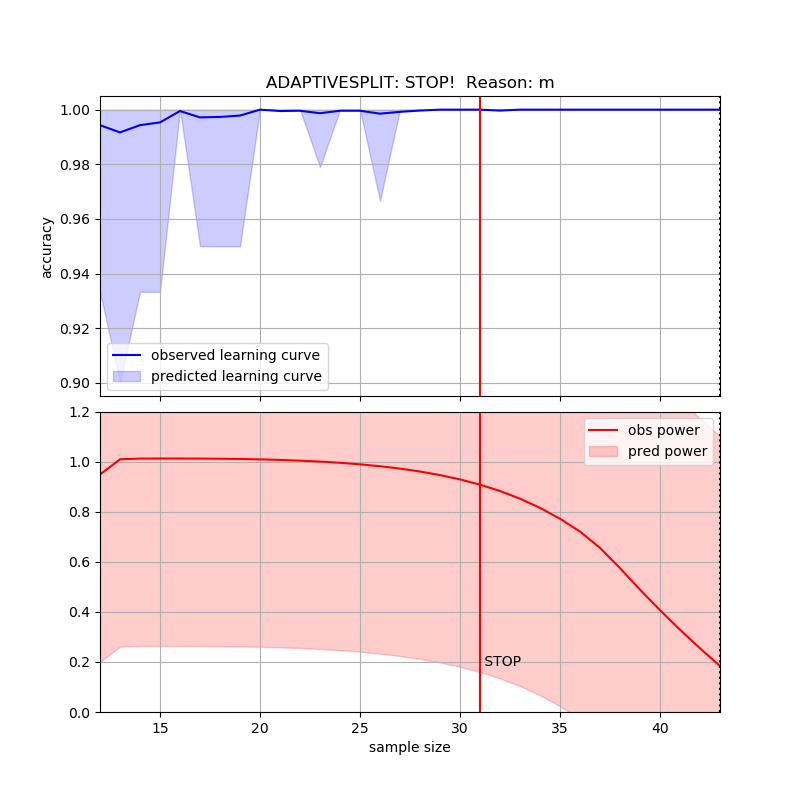 ADAPTIVESPLIT: STOP!  Reason: m
1.00
0.98
0.96
0.94
0.92
0.90
accuracy
observed learning curve
predicted learning curve
1.2
1.0
0.8
0.6
0.4
0.2
0.0
obs power
pred power
STOP
15 20 25 30 35 40
sample size